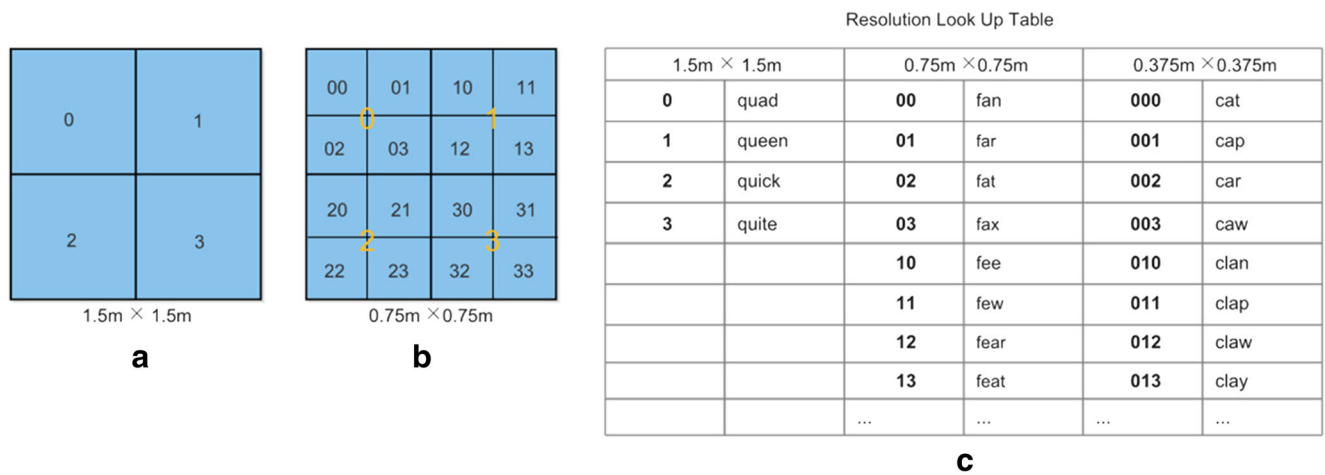 0 1
2 3
1.5m × 1.5m
a
00 01 10 11
0 1
02 03 12 13
20 21 30 31
2 3
22 23 32 33
0.75m ×0.75m
b
Resolution Look Up Table
1.5m × 1.5m 0.75m ×0.75m 0.375m ×0.375m
0 quad 00 fan 000 cat
1 queen 01 far 001 cap
2 quick 02 fat 002 car
3 quite 03 fax 003 caw
10 fee 010 clan
11 few 011 clap
12 fear 012 claw
13 feat 013 clay
... ... ... ...
c